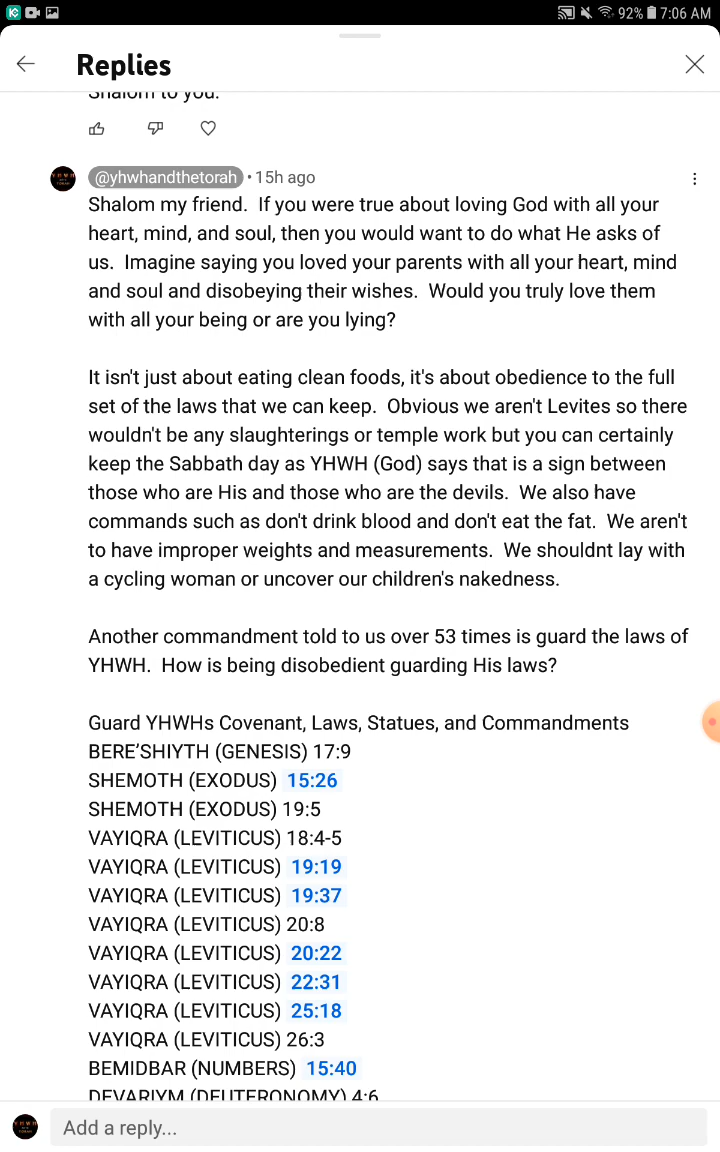 92% 7:06 AM
Replies
Shalom to you.
@yhwhandthetorah • 15h ago
Shalom my friend.  If you were true about loving God with all your
heart, mind, and soul, then you would want to do what He asks of
us.  Imagine saying you loved your parents with all your heart, mind
and soul and disobeying their wishes.  Would you truly love them
with all your being or are you lying?
It isn't just about eating clean foods, it's about obedience to the full
set of the laws that we can keep.  Obvious we aren't Levites so there
wouldn't be any slaughterings or temple work but you can certainly
keep the Sabbath day as YHWH (God) says that is a sign between
those who are His and those who are the devils.  We also have
commands such as don't drink blood and don't eat the fat.  We aren't
to have improper weights and measurements.  We shouldnt lay with
a cycling woman or uncover our children's nakedness.
Another commandment told to us over 53 times is guard the laws of
YHWH.  How is being disobedient guarding His laws?
Guard YHWHs Covenant, Laws, Statues, and Commandments
BERE'SHIYTH (GENESIS) 17:9
SHEMOTH (EXODUS) 15:26
SHEMOTH (EXODUS) 19:5
VAYIQRA (LEVITICUS) 18:4-5
VAYIQRA (LEVITICUS) 19:19
VAYIQRA (LEVITICUS) 19:37
VAYIQRA (LEVITICUS) 20:8
VAYIQRA (LEVITICUS) 20:22
VAYIQRA (LEVITICUS) 22:31
VAYIQRA (LEVITICUS) 25:18
VAYIQRA (LEVITICUS) 26:3
BEMIDBAR (NUMBERS) 15:40
DEVARIYM (DEUTERONOMY) 4:6
Add a reply...